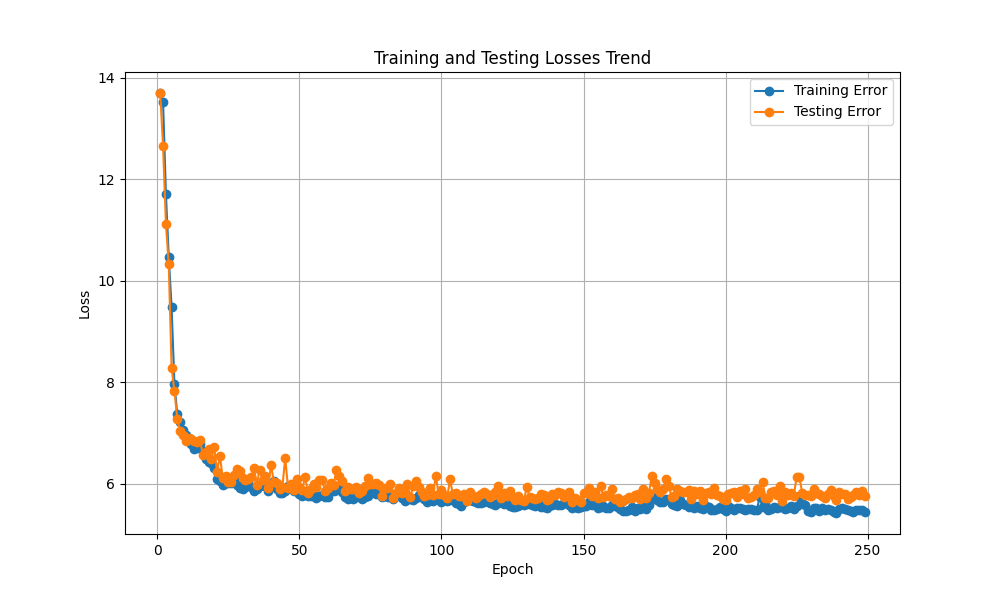 Training and Testing Losses Trend
Training Error
Testing Error
14
12
10
8
6
Loss
0
50
100
150
200
250
Epoch